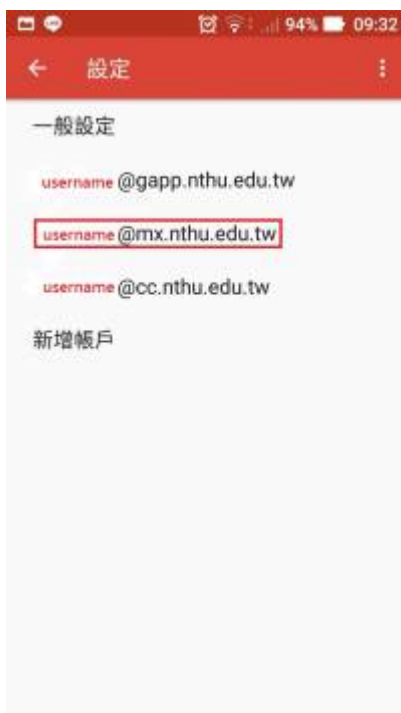 94% 09:32
設定
一般設定
username @gapp.nthu.edu.tw
username @mx.nthu.edu.tw
username @cc.nthu.edu.tw
新增帳戶